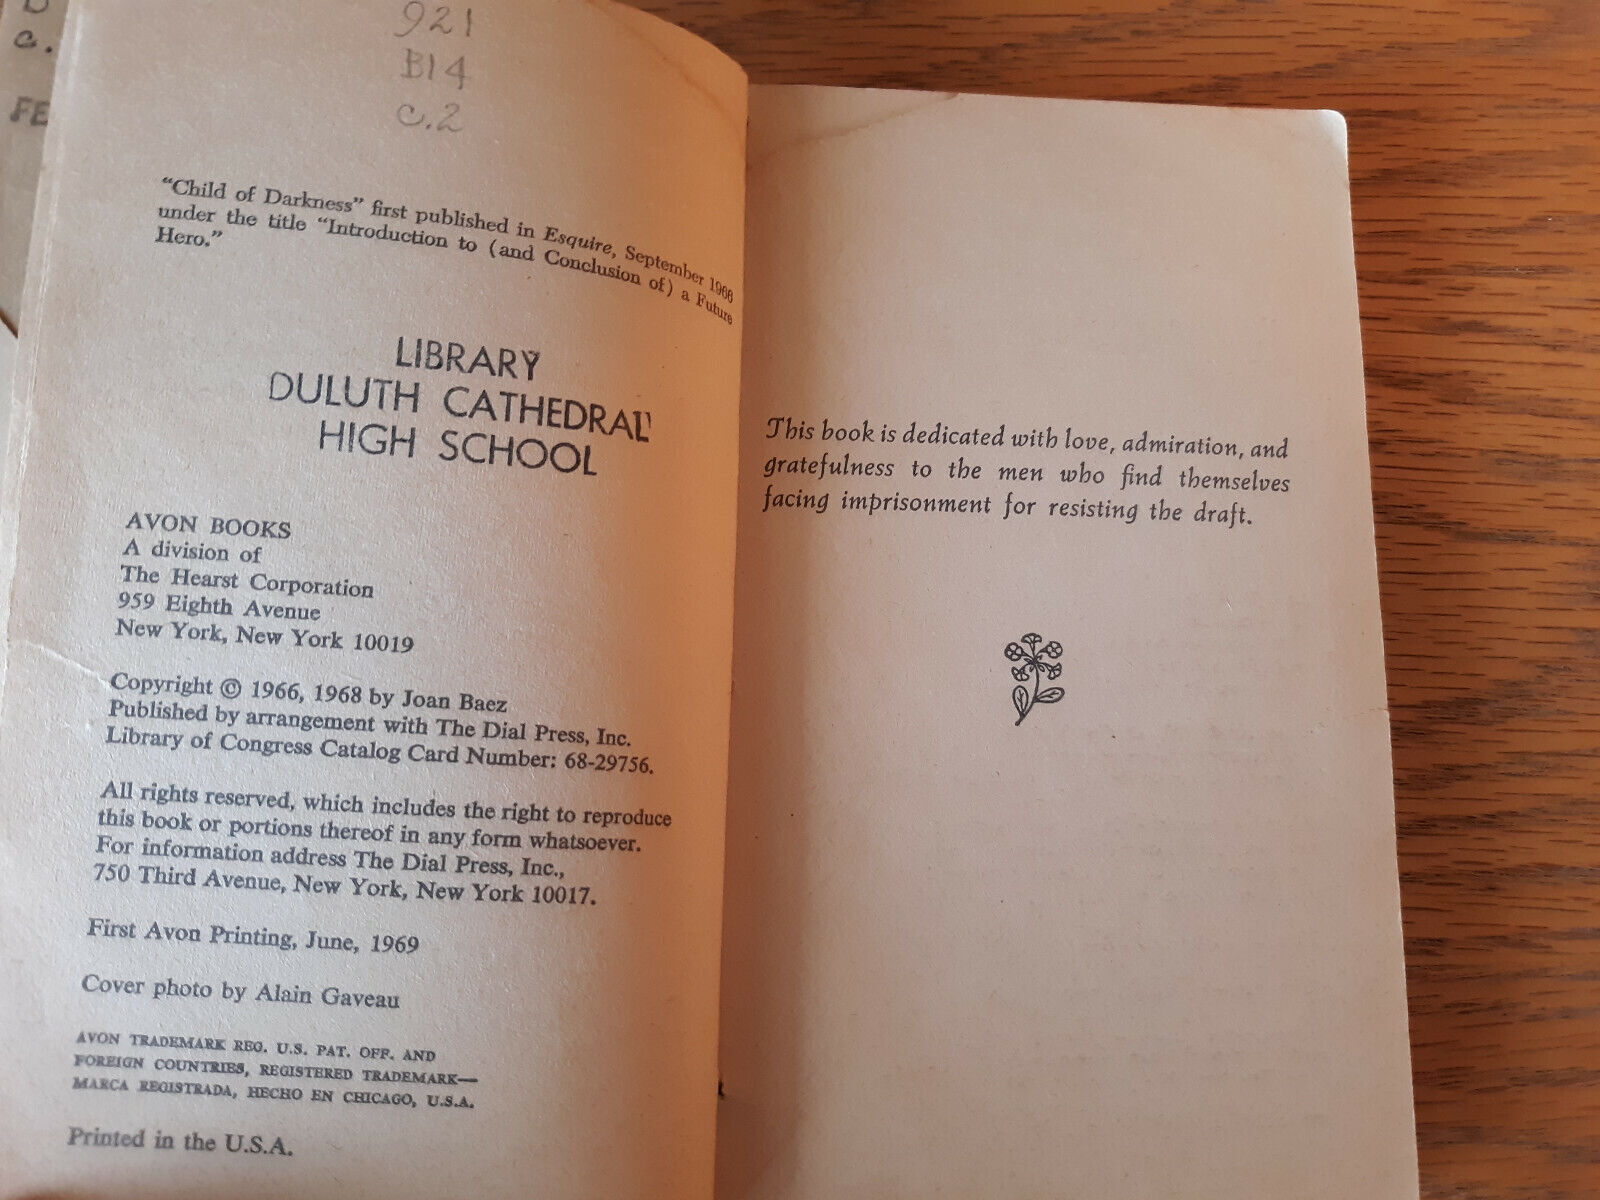 c.
FE
921
B14
c.2
“Child of Darkness” first published in Esquire, September 1966
under the title “Introduction to (and Conclusion of) a Future
Hero.”
LIBRARY
DULUTH CATHEDRAL
HIGH SCHOOL
AVON BOOKS
A division of
The Hearst Corporation
959 Eighth Avenue
New York, New York 10019
Copyright © 1966, 1968 by Joan Baez
Published by arrangement with The Dial Press, Inc.
Library of Congress Catalog Card Number: 68-29756.
All rights reserved, which includes the right to reproduce
this book or portions thereof in any form whatsoever.
For information address The Dial Press, Inc.,
750 Third Avenue, New York, New York 10017.
First Avon Printing, June, 1969
Cover photo by Alain Gaveau
AVON TRADEMARK REG. U.S. PAT. OFF. AND
FOREIGN COUNTRIES, REGISTERED TRADEMARK—
MARCA REGISTRADA, HECHO EN CHICAGO, U.S.A.
Printed in the U.S.A.
This book is dedicated with love, admiration, and
gratefulness to the men who find themselves
facing imprisonment for resisting the draft.